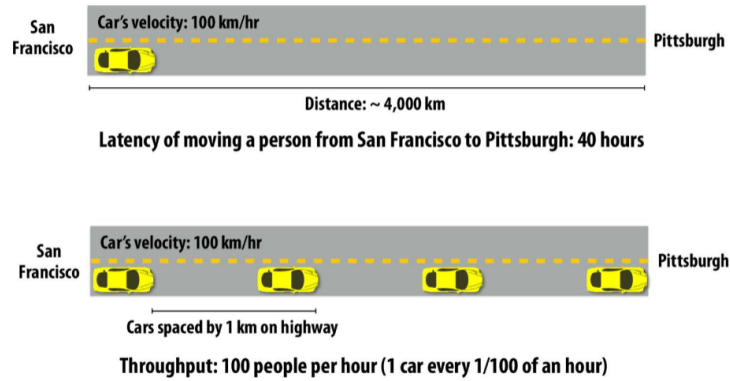 Car's velocity: 100 km/hr
San
Francisco
Pittsburgh
Distance: ~ 4,000 km
Latency of moving a person from San Francisco to Pittsburgh: 40 hours
Car's velocity: 100 km/hr
San
Francisco
Pittsburgh
Cars spaced by 1 km on highway
Throughput: 100 people per hour (1 car every 1/100 of an hour)